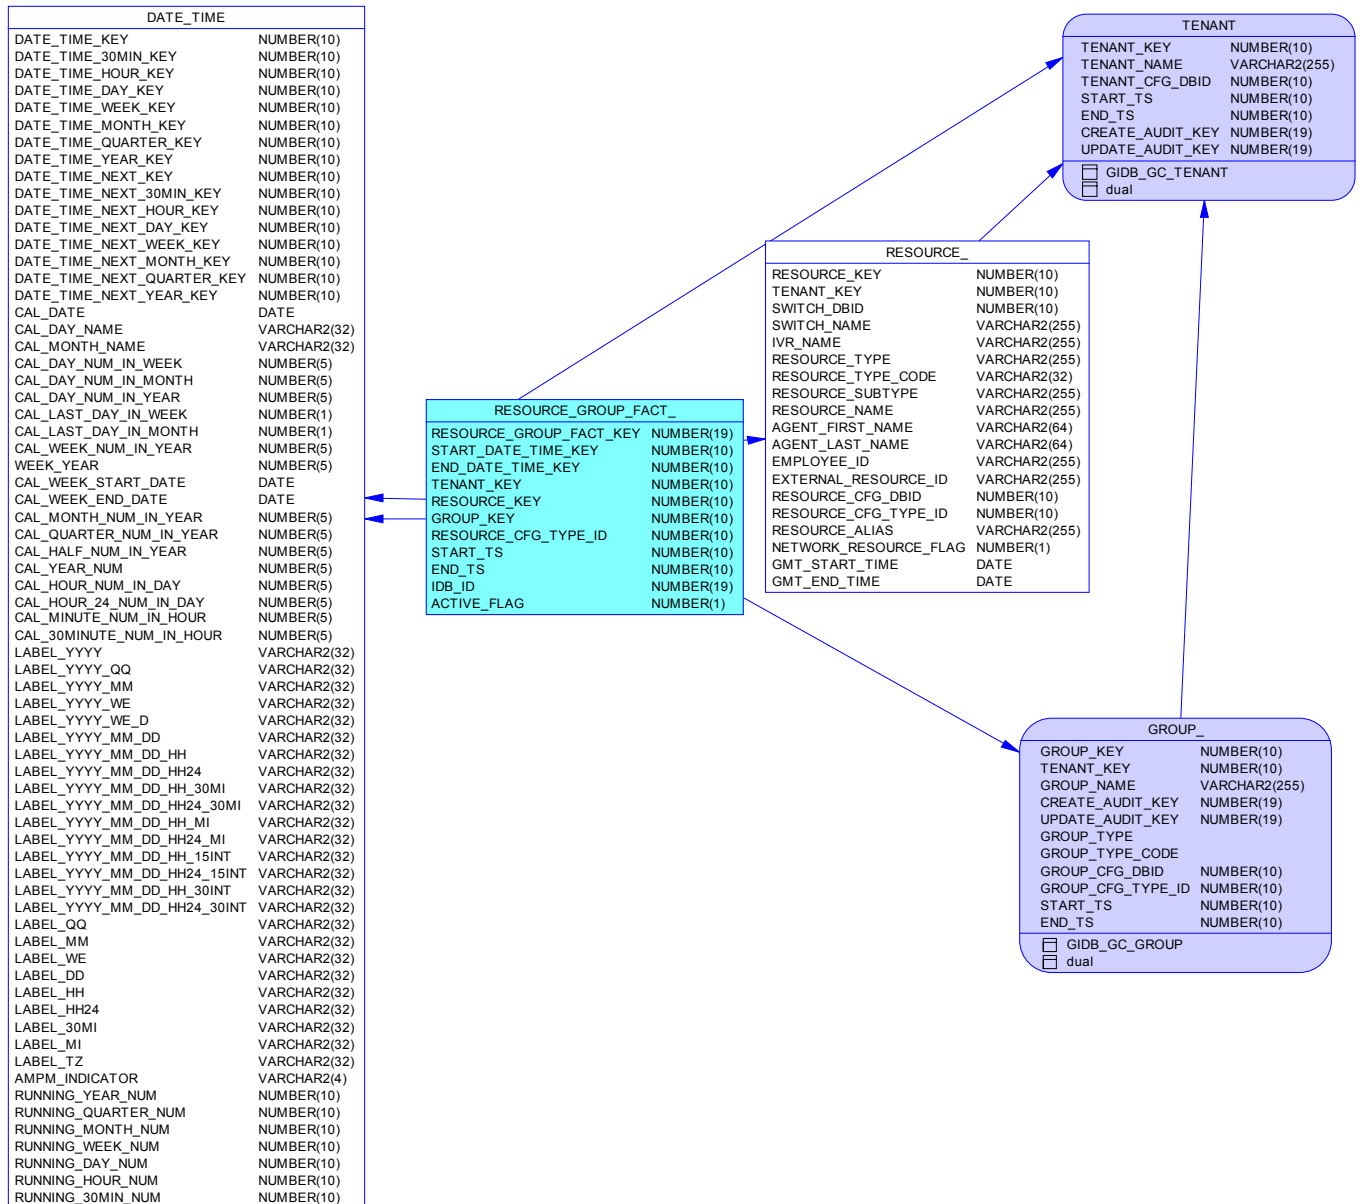 DATE_TIME
DATE_TIME_KEY NUMBER(10)
DATE_TIME_30MIN_KEY NUMBER(10)
DATE_TIME_HOUR_KEY NUMBER(10)
DATE_TIME_DAY_KEY NUMBER(10)
DATE_TIME_WEEK_KEY NUMBER(10)
DATE_TIME_MONTH_KEY NUMBER(10)
DATE_TIME_QUARTER_KEY NUMBER(10)
DATE_TIME_YEAR_KEY NUMBER(10)
DATE_TIME_NEXT_KEY NUMBER(10)
DATE_TIME_NEXT_30MIN_KEY NUMBER(10)
DATE_TIME_NEXT_HOUR_KEY NUMBER(10)
DATE_TIME_NEXT_DAY_KEY NUMBER(10)
DATE_TIME_NEXT_WEEK_KEY NUMBER(10)
DATE_TIME_NEXT_MONTH_KEY NUMBER(10)
DATE_TIME_NEXT_QUARTER_KEY NUMBER(10)
DATE_TIME_NEXT_YEAR_KEY NUMBER(10)
CAL_DATE DATE
CAL_DAY_NAME VARCHAR2(32)
CAL_MONTH_NAME VARCHAR2(32)
CAL_DAY_NUM_IN_WEEK NUMBER(5)
CAL_DAY_NUM_IN_MONTH NUMBER(5)
CAL_DAY_NUM_IN_YEAR NUMBER(5)
CAL_LAST_DAY_IN_WEEK NUMBER(1)
CAL_LAST_DAY_IN_MONTH NUMBER(1)
CAL_WEEK_NUM_IN_YEAR NUMBER(5)
WEEK_YEAR NUMBER(5)
CAL_WEEK_START_DATE DATE
CAL_WEEK_END_DATE DATE
CAL_MONTH_NUM_IN_YEAR NUMBER(5)
CAL_QUARTER_NUM_IN_YEAR NUMBER(5)
CAL_HALF_NUM_IN_YEAR NUMBER(5)
CAL_YEAR_NUM NUMBER(5)
CAL_HOUR_NUM_IN_DAY NUMBER(5)
CAL_HOUR_24_NUM_IN_DAY NUMBER(5)
CAL_MINUTE_NUM_IN_HOUR NUMBER(5)
CAL_30MINUTE_NUM_IN_HOUR NUMBER(5)
LABEL_YYYY VARCHAR2(32)
LABEL_YYYY_QQ VARCHAR2(32)
LABEL_YYYY_MM VARCHAR2(32)
LABEL_YYYY_WE VARCHAR2(32)
LABEL_YYYY_WE_D VARCHAR2(32)
LABEL_YYYY_MM_DD VARCHAR2(32)
LABEL_YYYY_MM_DD_HH VARCHAR2(32)
LABEL_YYYY_MM_DD_HH24 VARCHAR2(32)
LABEL_YYYY_MM_DD_HH_30MI VARCHAR2(32)
LABEL_YYYY_MM_DD_HH24_30MI VARCHAR2(32)
LABEL_YYYY_MM_DD_HH_MI VARCHAR2(32)
LABEL_YYYY_MM_DD_HH24_MI VARCHAR2(32)
LABEL_YYYY_MM_DD_HH_15INT VARCHAR2(32)
LABEL_YYYY_MM_DD_HH24_15INT VARCHAR2(32)
LABEL_YYYY_MM_DD_HH_30INT VARCHAR2(32)
LABEL_YYYY_MM_DD_HH24_30INT VARCHAR2(32)
LABEL_QQ VARCHAR2(32)
LABEL_MM VARCHAR2(32)
LABEL_WE VARCHAR2(32)
LABEL_DD VARCHAR2(32)
LABEL_HH VARCHAR2(32)
LABEL_HH24 VARCHAR2(32)
LABEL_30MI VARCHAR2(32)
LABEL_MI VARCHAR2(32)
LABEL_TZ VARCHAR2(32)
AMPM_INDICATOR VARCHAR2(4)
RUNNING_YEAR_NUM NUMBER(10)
RUNNING_QUARTER_NUM NUMBER(10)
RUNNING_MONTH_NUM NUMBER(10)
RUNNING_WEEK_NUM NUMBER(10)
RUNNING_DAY_NUM NUMBER(10)
RUNNING_HOUR_NUM NUMBER(10)
RUNNING_30MIN_NUM NUMBER(10)
RESOURCE_GROUP_FACT_
RESOURCE_GROUP_FACT_KEY NUMBER(19)
START_DATE_TIME_KEY NUMBER(10)
END_DATE_TIME_KEY NUMBER(10)
TENANT_KEY NUMBER(10)
RESOURCE_KEY NUMBER(10)
GROUP_KEY NUMBER(10)
RESOURCE_CFG_TYPE_ID NUMBER(10)
START_TS NUMBER(10)
END_TS NUMBER(10)
IDB_ID NUMBER(19)
ACTIVE_FLAG NUMBER(1)
RESOURCE_
RESOURCE_KEY NUMBER(10)
TENANT_KEY NUMBER(10)
SWITCH_DBID NUMBER(10)
SWITCH_NAME VARCHAR2(255)
IVR_NAME VARCHAR2(255)
RESOURCE_TYPE VARCHAR2(255)
RESOURCE_TYPE_CODE VARCHAR2(32)
RESOURCE_SUBTYPE VARCHAR2(255)
RESOURCE_NAME VARCHAR2(255)
AGENT_FIRST_NAME VARCHAR2(64)
AGENT_LAST_NAME VARCHAR2(64)
EMPLOYEE_ID VARCHAR2(255)
EXTERNAL_RESOURCE_ID VARCHAR2(255)
RESOURCE_CFG_DBID NUMBER(10)
RESOURCE_CFG_TYPE_ID NUMBER(10)
RESOURCE_ALIAS VARCHAR2(255)
NETWORK_RESOURCE_FLAG NUMBER(1)
GMT_START_TIME DATE
GMT_END_TIME DATE
TENANT
TENANT_KEY NUMBER(10)
TENANT_NAME VARCHAR2(255)
TENANT_CFG_DBID NUMBER(10)
START_TS NUMBER(10)
END_TS NUMBER(10)
CREATE_AUDIT_KEY NUMBER(19)
UPDATE_AUDIT_KEY NUMBER(19)
GIDB_GC_TENANT
dual
GROUP_
GROUP_KEY NUMBER(10)
TENANT_KEY NUMBER(10)
GROUP_NAME VARCHAR2(255)
CREATE_AUDIT_KEY NUMBER(19)
UPDATE_AUDIT_KEY NUMBER(19)
GROUP_TYPE
GROUP_TYPE_CODE
GROUP_CFG_DBID NUMBER(10)
GROUP_CFG_TYPE_ID NUMBER(10)
START_TS NUMBER(10)
END_TS NUMBER(10)
GIDB_GC_GROUP
dual